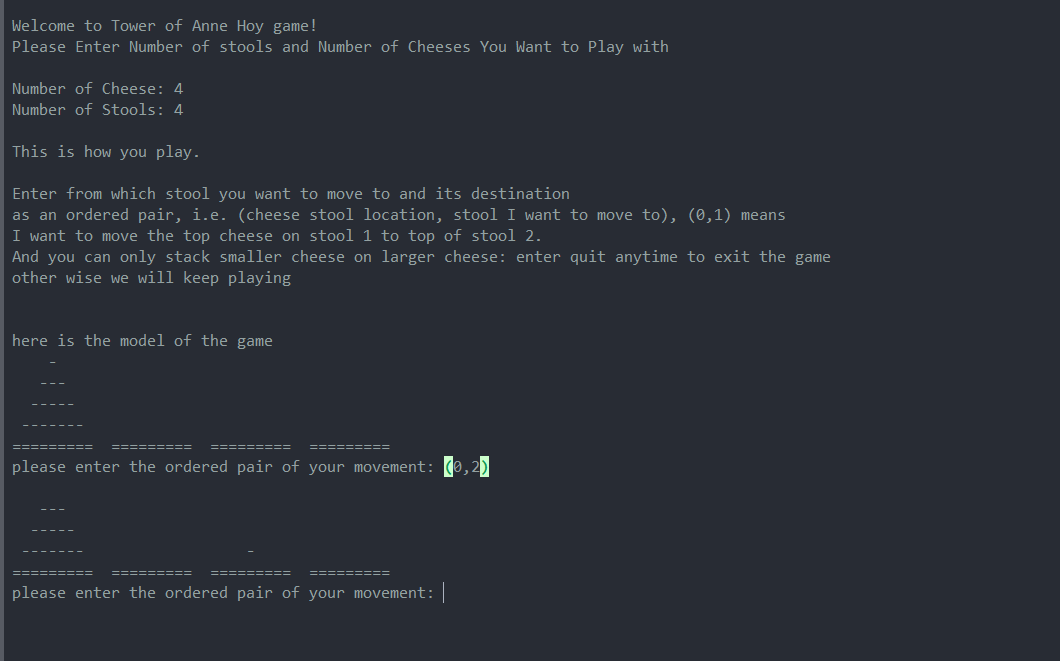 Welcome to Tower of Anne Hoy game!
Please Enter Number of stools and Number of Cheeses You Want to Play with
Number of Cheese: 4
Number of Stools: 4
This is how you play.
Enter from which stool you want to move to and its destination
as an ordered pair, i.e. (cheese stool location, stool I want to move to), (0,1) means
I want to move the top cheese on stool 1 to top of stool 2.
And you can only stack smaller cheese on larger cheese: enter quit anytime to exit the game
other wise we will keep playing
here is the model of the game
    -
   ---
  -----
 -------
=========  =========  =========  =========
please enter the ordered pair of your movement: (0,2)
   ---
  -----
 -------                  -
=========  =========  =========  =========
please enter the ordered pair of your movement: